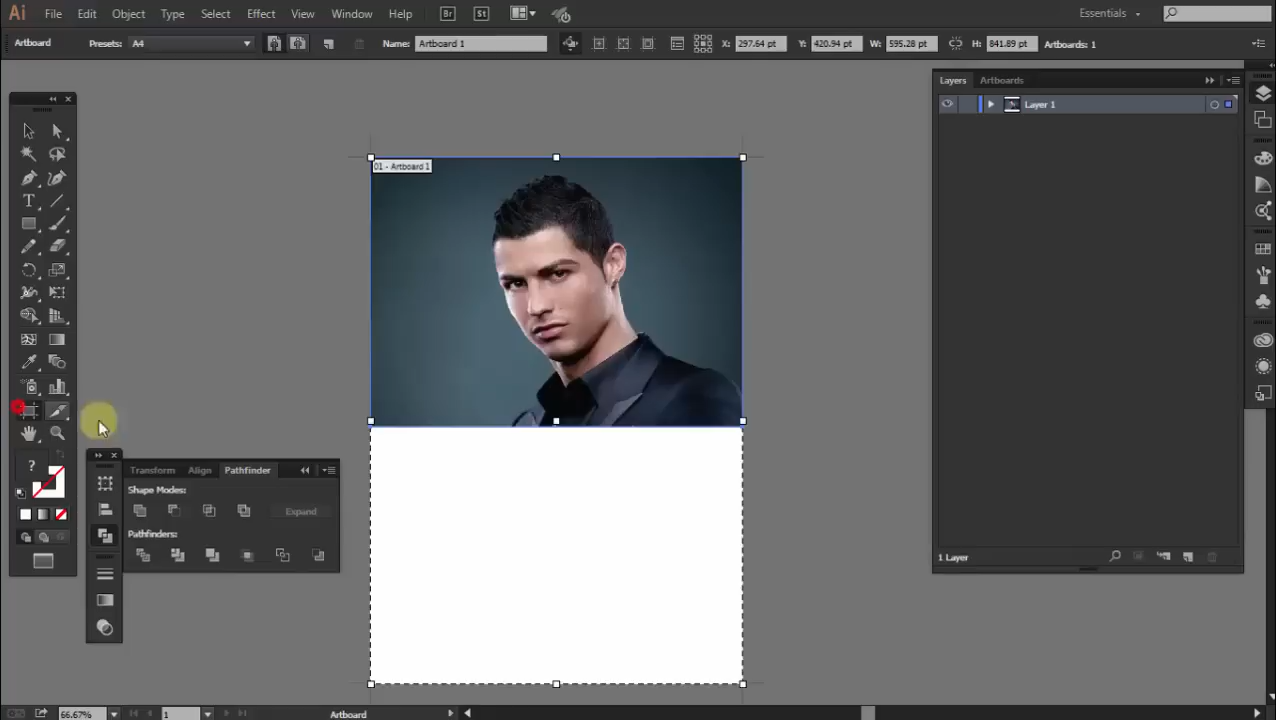 Ai File Edit Object Type Select Effect View Window Help Br St Essentials
Artboard Presets: A4 Name: Artboard 1 X: 297.64 pt Y: 420.94 pt W: 595.28 pt H: 841.89 pt Artboards: 1
Layers Artboards
Layer 1
01 - Artboard 1
T
?
Transform Align Pathfinder
Shape Modes:
Expand
Pathfinders:
1 Layer
66.67% 1 Artboard